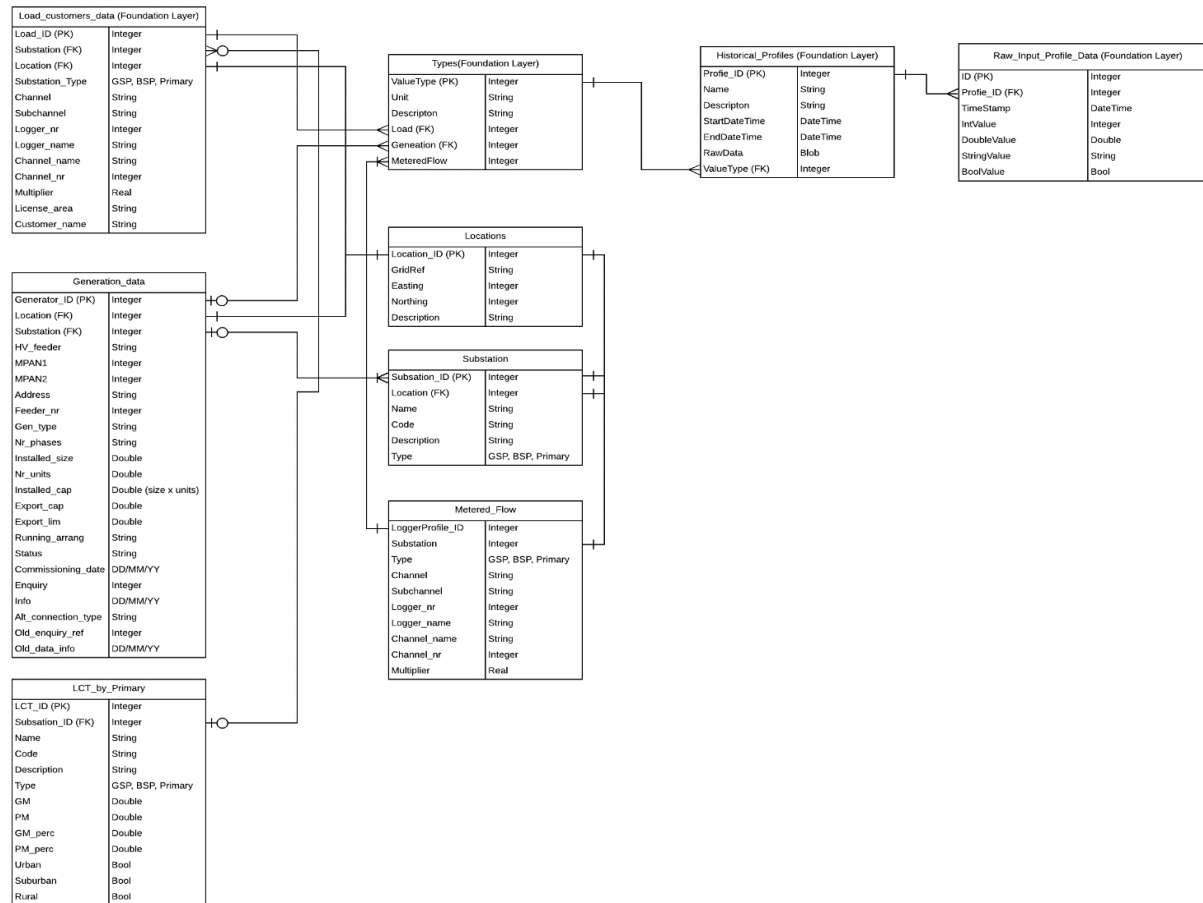 Load_customers_data (Foundation Layer)
Load_ID (PK) Integer
Substation (FK) Integer
Location (FK) Integer
Substation_Type GSP, BSP, Primary
Channel String
Subchannel String
Logger_nr Integer
Logger_name String
Channel_name String
Channel_nr Integer
Multiplier Real
License_area String
Customer_name String
Generation_data
Generator_ID (PK) Integer
Location (FK) Integer
Substation (FK) Integer
HV_feeder String
MPAN1 Integer
MPAN2 Integer
Address String
Feeder_nr Integer
Gen_type String
Nr_phases String
Installed_size Double
Nr_units Double
Installed_cap Double (size x units)
Export_cap Double
Export_lim Double
Running_arrang String
Status String
Commissioning_date DD/MM/YY
Enquiry Integer
Info DD/MM/YY
Alt_connection_type String
Old_enquiry_ref Integer
Old_data_info DD/MM/YY
LCT_by_Primary
LCT_ID (PK) Integer
Subsation_ID (FK) Integer
Name String
Code String
Description String
Type GSP, BSP, Primary
GM Double
PM Double
GM_perc Double
PM_perc Double
Urban Bool
Suburban Bool
Rural Bool
Types(Foundation Layer)
ValueType (PK) Integer
Unit String
Descripton String
Load (FK) Integer
Geneation (FK) Integer
MeteredFlow Integer
Locations
Location_ID (PK) Integer
GridRef String
Easting Integer
Northing Integer
Description String
Substation
Subsation_ID (PK) Integer
Location (FK) Integer
Name String
Code String
Description String
Type GSP, BSP, Primary
Metered_Flow
LoggerProfile_ID Integer
Substation Integer
Type GSP, BSP, Primary
Channel String
Subchannel String
Logger_nr Integer
Logger_name String
Channel_name String
Channel_nr Integer
Multiplier Real
Historical_Profiles (Foundation Layer)
Profie_ID (PK) Integer
Name String
Descripton String
StartDateTime DateTime
EndDateTime DateTime
RawData Blob
ValueType (FK) Integer
Raw_Input_Profile_Data (Foundation Layer)
ID (PK) Integer
Profie_ID (FK) Integer
TimeStamp DateTime
IntValue Integer
DoubleValue Double
StringValue String
BoolValue Bool